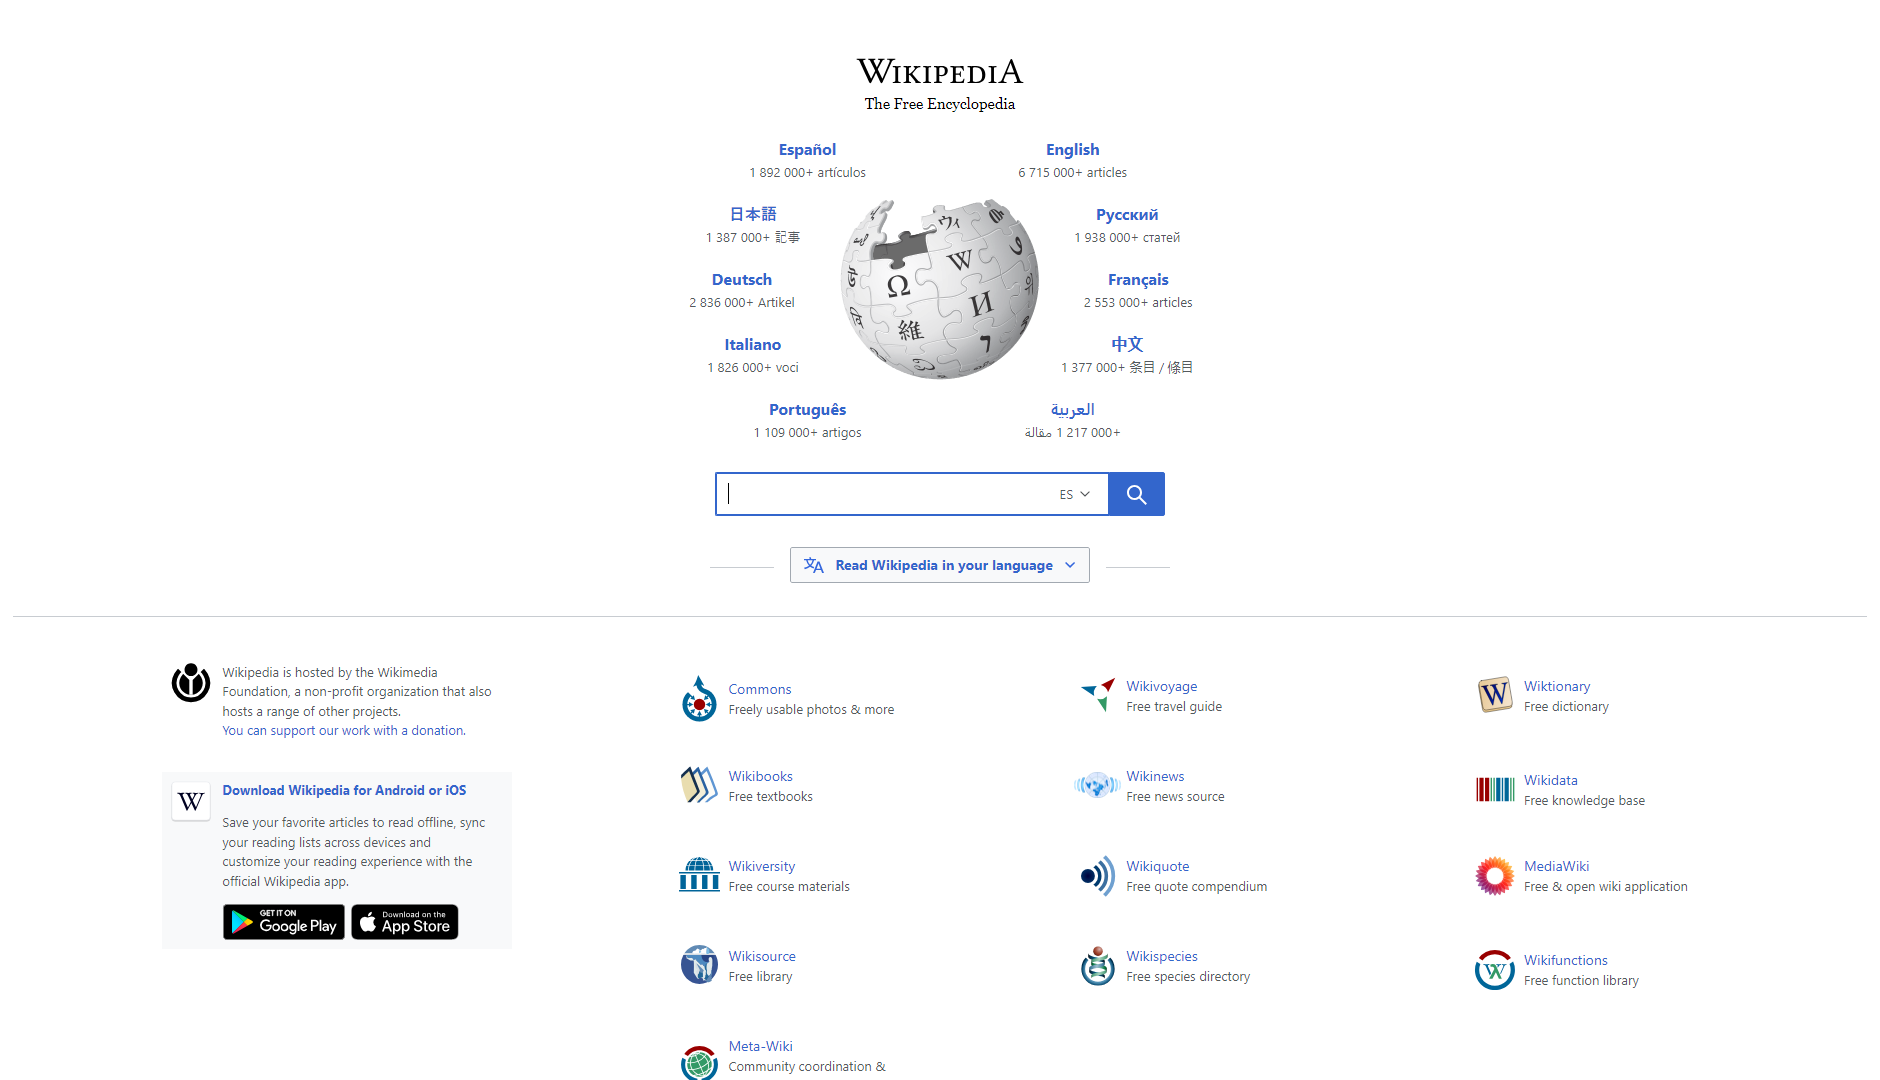 WIKIPEDIA
The Free Encyclopedia
Español
1 892 000+ artículos
English
6 715 000+ articles
日本語
1 387 000+ 記事
Русский
1 938 000+ статей
Deutsch
2 836 000+ Artikel
Français
2 553 000+ articles
Italiano
1 826 000+ voci
中文
1 377 000+ 条目 / 條目
Português
1 109 000+ artigos
العربية
1 217 000+ مقالة
Ω
W
ウィ
И
維
ES
Read Wikipedia in your language
Wikipedia is hosted by the Wikimedia
Foundation, a non-profit organization that also
hosts a range of other projects.
You can support our work with a donation.
W
Download Wikipedia for Android or iOS
Save your favorite articles to read offline, sync
your reading lists across devices and
customize your reading experience with the
official Wikipedia app.
GET IT ON
Google Play
Download on the
App Store
Commons
Freely usable photos & more
Wikivoyage
Free travel guide
W
Wiktionary
Free dictionary
Wikibooks
Free textbooks
Wikinews
Free news source
Wikidata
Free knowledge base
Wikiversity
Free course materials
Wikiquote
Free quote compendium
MediaWiki
Free & open wiki application
Wikisource
Free library
Wikispecies
Free species directory
Wikifunctions
Free function library
Meta-Wiki
Community coordination &